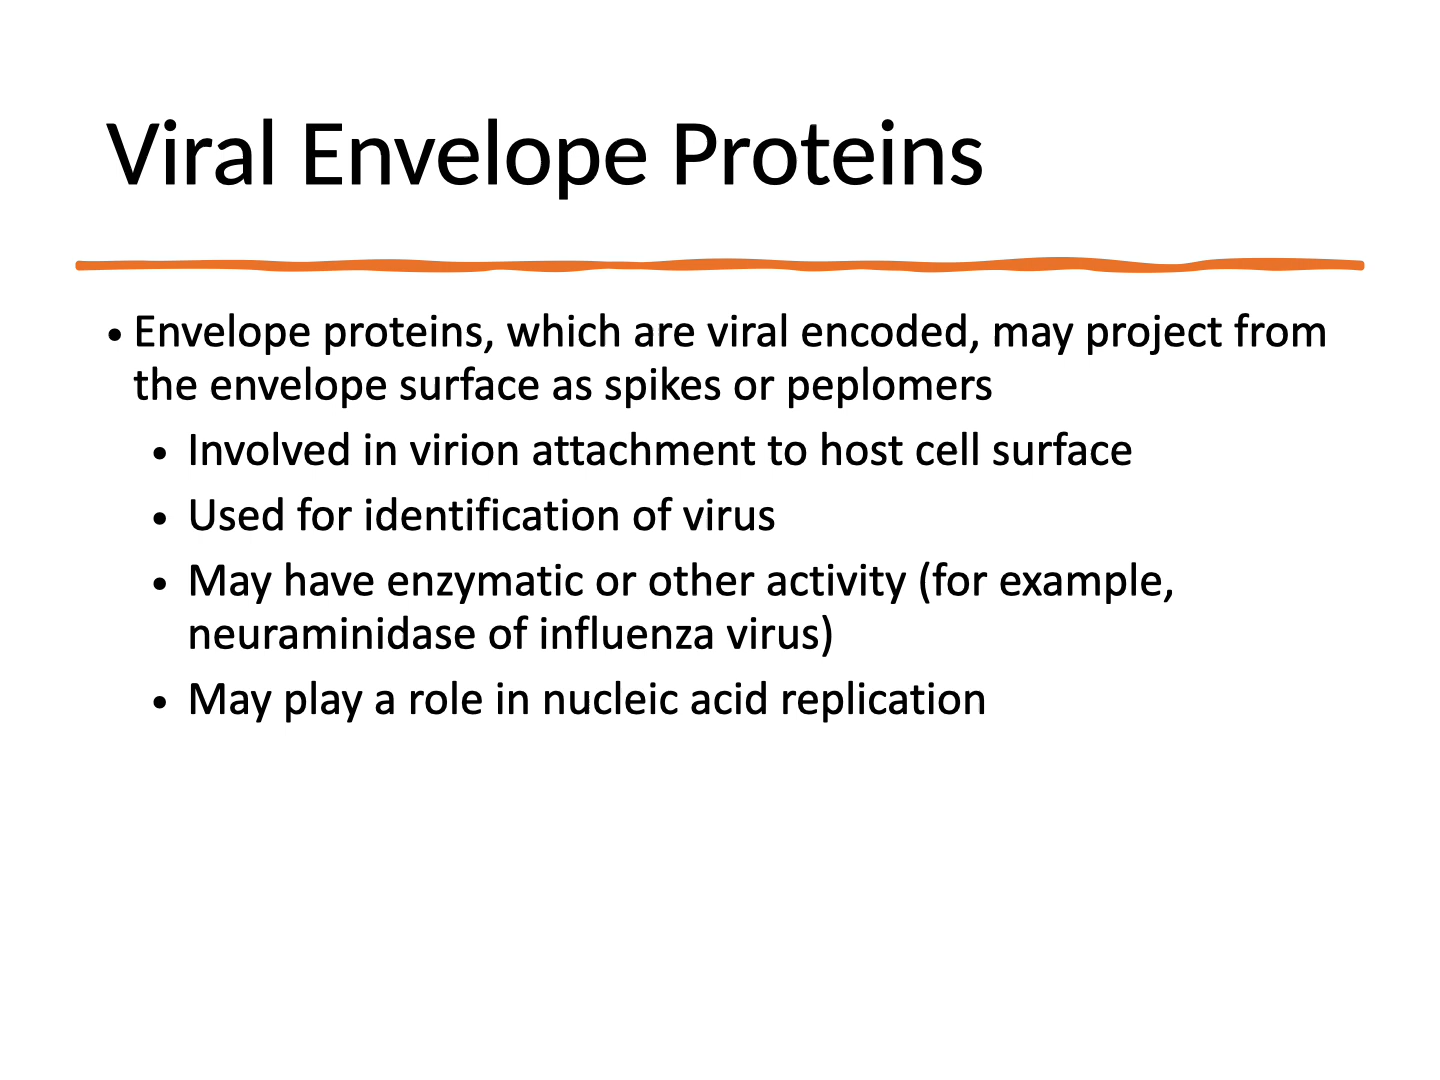 Viral Envelope Proteins
• Envelope proteins, which are viral encoded, may project from
the envelope surface as spikes or peplomers
• Involved in virion attachment to host cell surface
• Used for identification of virus
• May have enzymatic or other activity (for example,
neuraminidase of influenza virus)
• May play a role in nucleic acid replication